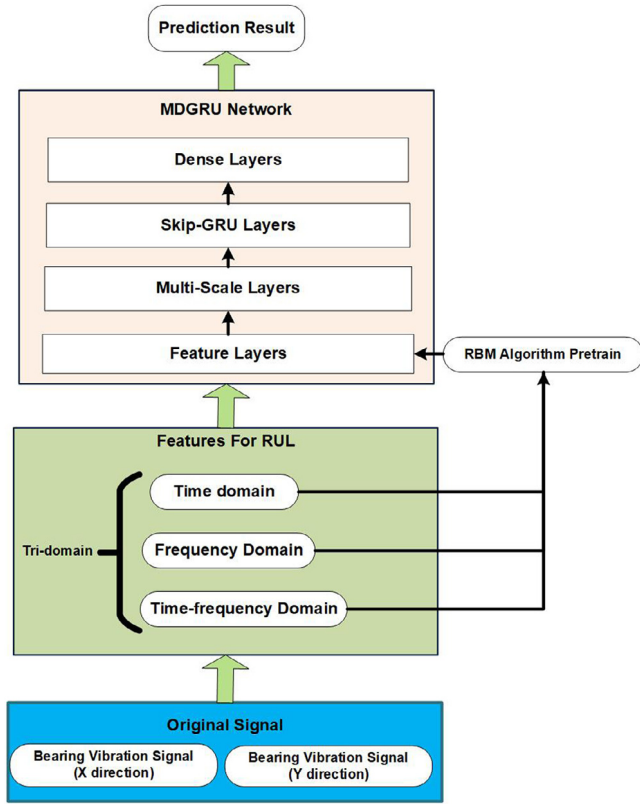 Prediction Result
MDGRU Network
Dense Layers
Skip-GRU Layers
Multi-Scale Layers
Feature Layers
RBM Algorithm Pretrain
Features For RUL
Time domain
Tri-domain
Frequency Domain
Time-frequency Domain
Original Signal
Bearing Vibration Signal
(X direction)
Bearing Vibration Signal
(Y direction)